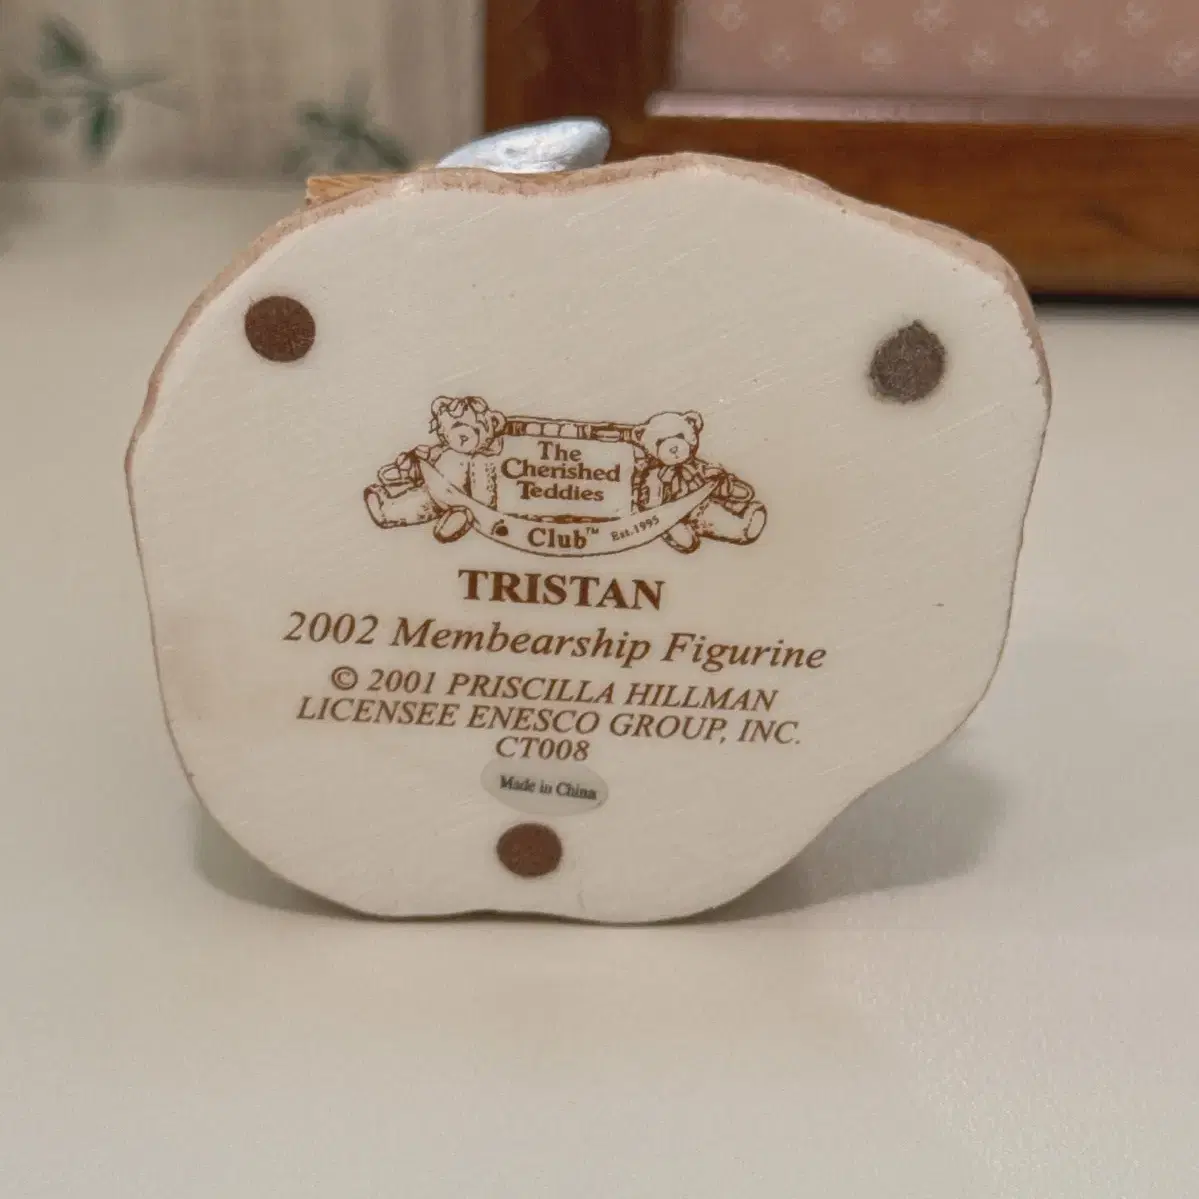 The
Cherished
Teddies
Club™ Est.1995
TRISTAN
2002 Membearship Figurine
© 2001 PRISCILLA HILLMAN
LICENSEE ENESCO GROUP, INC.
CT008
Made in China